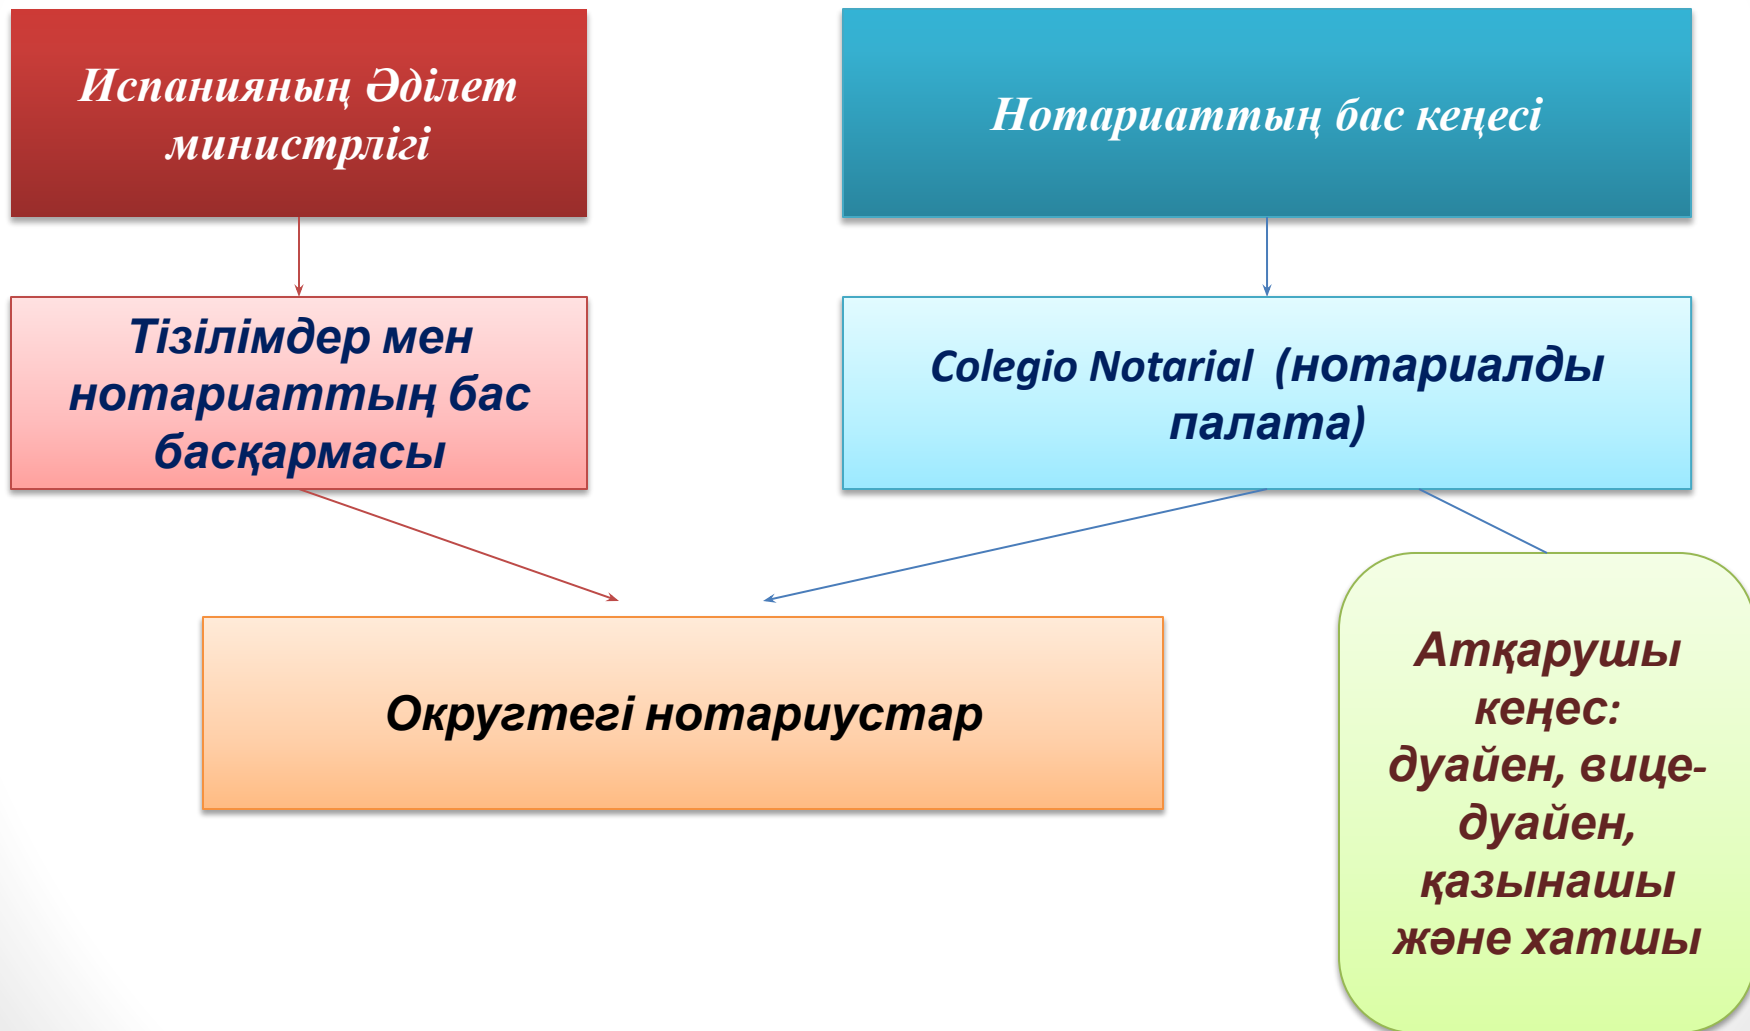 Испанияның Әділет
министрлігі
Нотариаттың бас кеңесі
Тізілімдер мен
нотариаттың бас
басқармасы
Colegio Notarial (нотариалды
палата)
Округтегі нотариустар
Атқарушы
кеңес:
дуайен, вице-
дуайен,
қазынашы
және хатшы